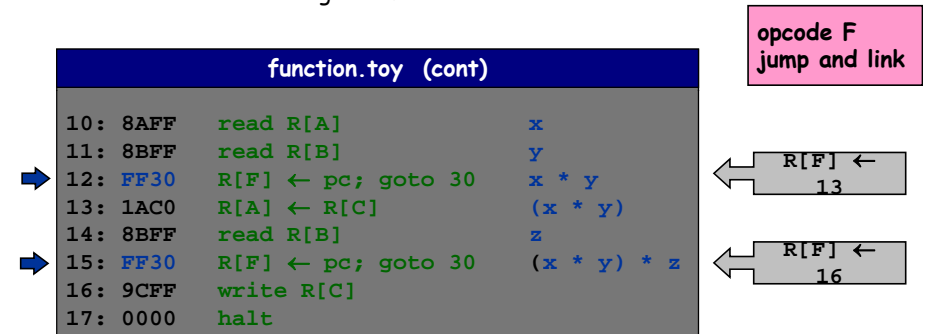 opcode F
jump and link
function.toy (cont)
10: 8AFF read R[A] x
11: 8BFF read R[B] y
12: FF30 R[F] ← pc; goto 30 x * y
R[F] ←
13
13: 1AC0 R[A] ← R[C] (x * y)
14: 8BFF read R[B] z
15: FF30 R[F] ← pc; goto 30 (x * y) * z
R[F] ←
16
16: 9CFF write R[C]
17: 0000 halt